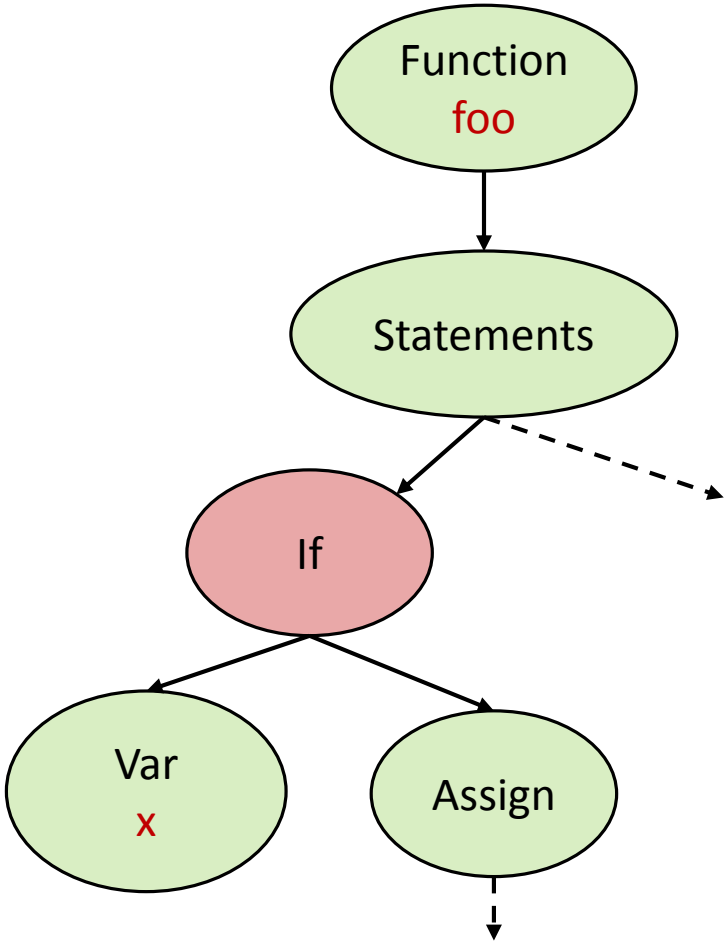 Function
foo
Statements
If
Var
x
Assign